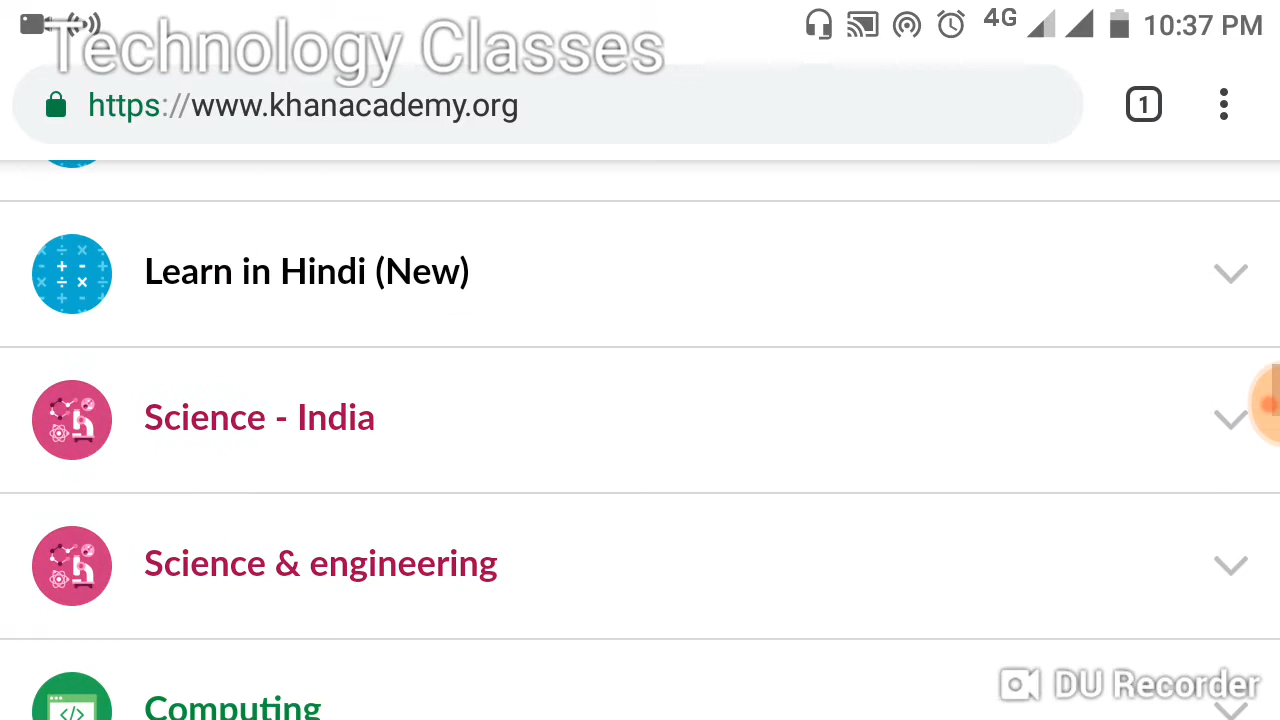 Technology Classes
4G 10:37 PM
https://www.khanacademy.org
1
Learn in Hindi (New)
Science - India
Science & engineering
Computing
DU Recorder